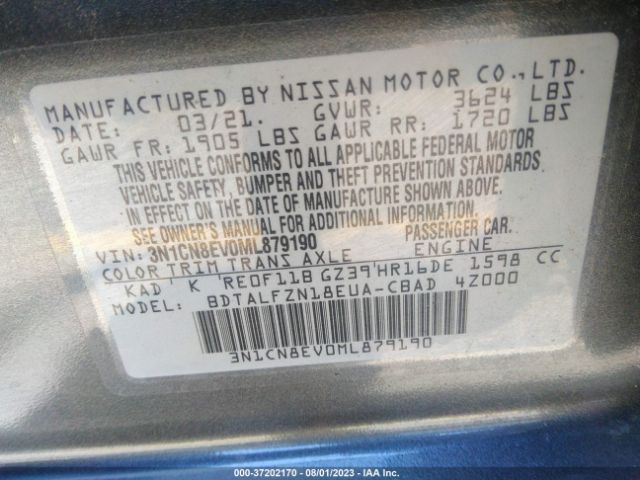 MANUFACTURED BY NISSAN MOTOR CO.,LTD.
DATE: 03/21. GVWR: 3624 LBS
GAWR FR: 1905 LBS GAWR RR: 1720 LBS
THIS VEHICLE CONFORMS TO ALL APPLICABLE FEDERAL MOTOR
VEHICLE SAFETY, BUMPER AND THEFT PREVENTION STANDARDS
IN EFFECT ON THE DATE OF MANUFACTURE SHOWN ABOVE.
SEE OWNER'S MANUAL FOR ADDITIONAL INFORMATION.
VIN: 3N1CN8EV0ML879190 PASSENGER CAR.
COLOR TRIM TRANS AXLE ENGINE
KAD K RE0F11B GZ39 HR16DE 1598 CC
MODEL: BDTALFZN18EUA-CBAD 4Z000
3N1CN8EV0ML879190
000-37202170 - 08/01/2023 - IAA Inc.